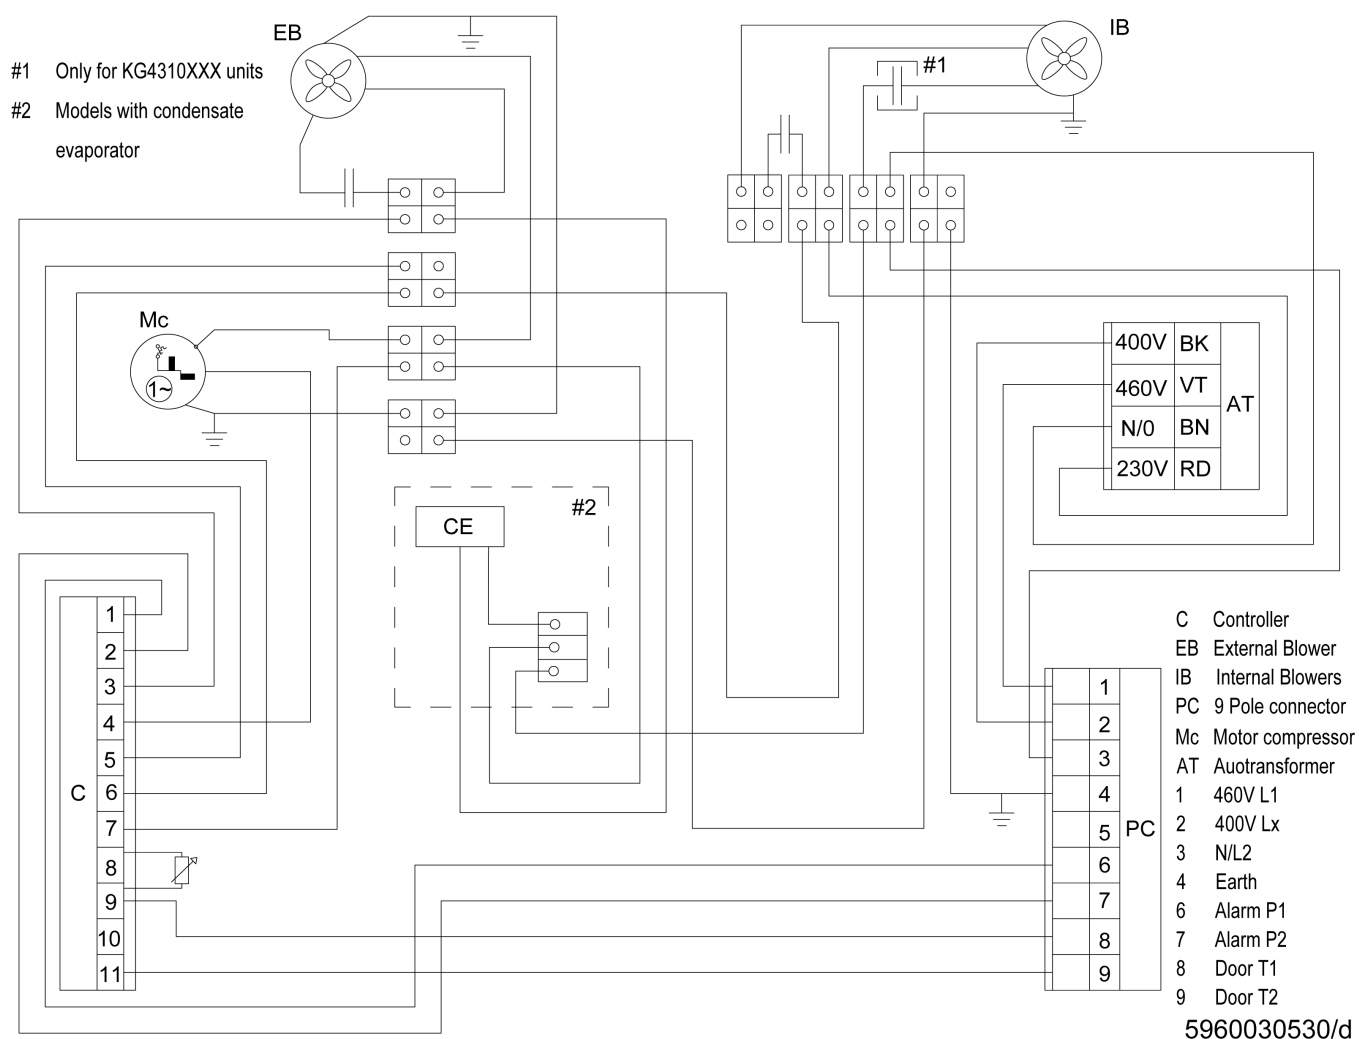 EB
IB
#1 Only for KG4310XXX units
#2 Models with condensate
evaporator
#1
Mc
1~
400V BK
460V VT
N/0 BN
230V RD
AT
#2
CE
C
1
2
3
4
5
6
7
8
9
10
11
PC
1
2
3
4
5
6
7
8
9
C Controller
EB External Blower
IB Internal Blowers
PC 9 Pole connector
Mc Motor compressor
AT Auotransformer
1 460V L1
2 400V Lx
3 N/L2
4 Earth
6 Alarm P1
7 Alarm P2
8 Door T1
9 Door T2
5960030530/d